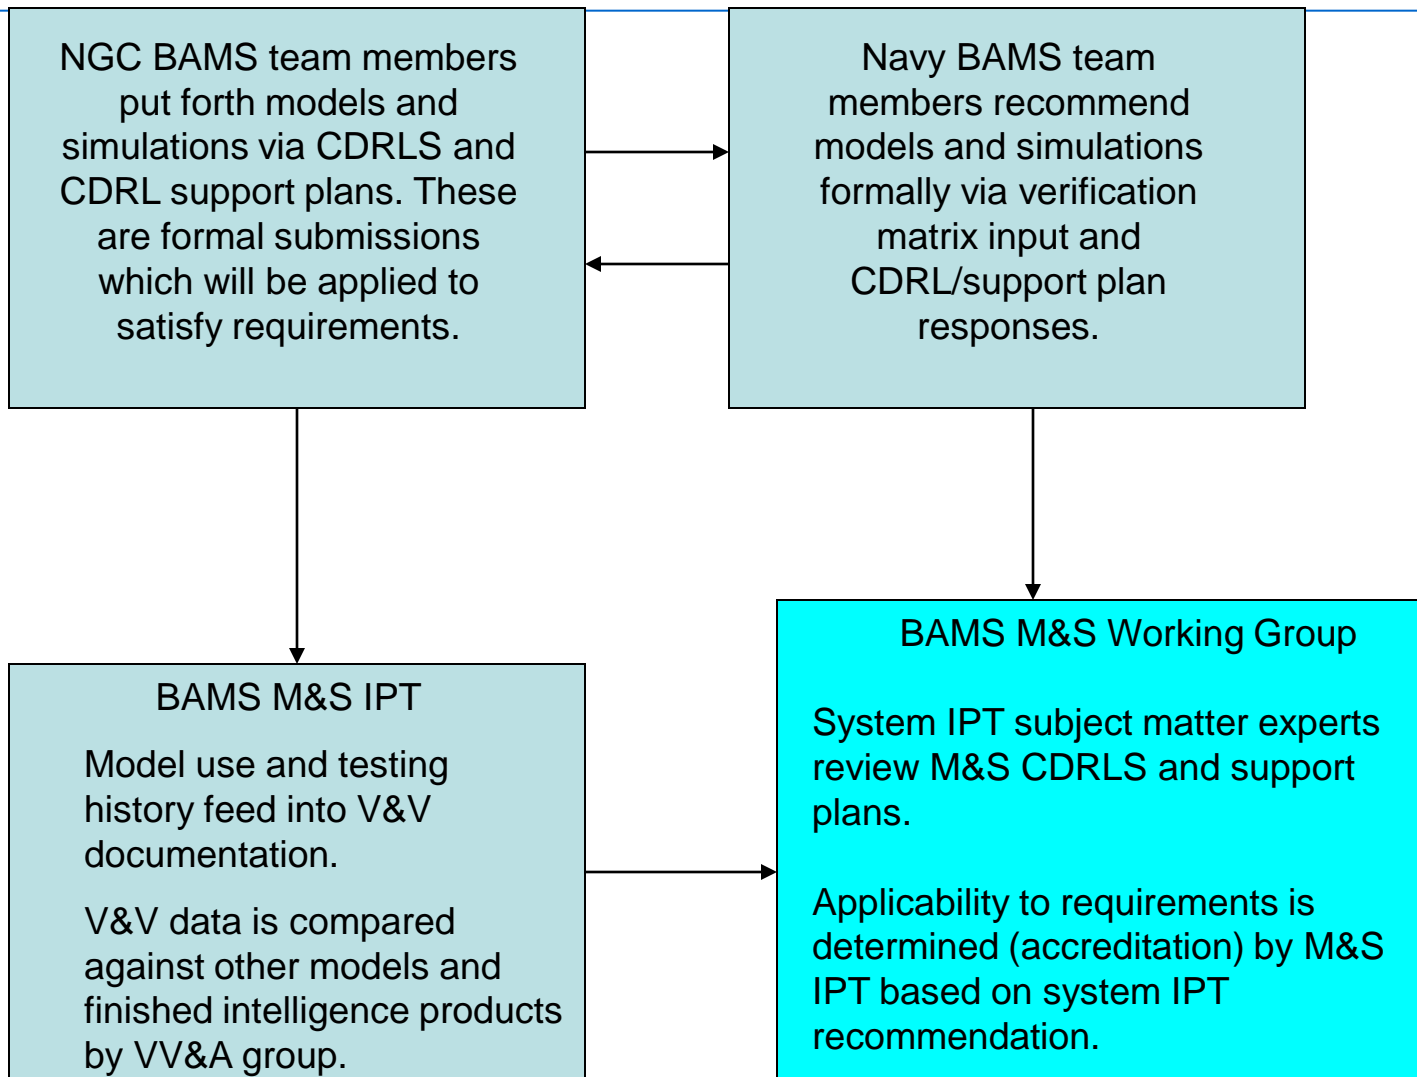 NGC BAMS team members
put forth models and
simulations via CDRLS and
CDRL support plans. These
are formal submissions
which will be applied to
satisfy requirements.
Navy BAMS team
members recommend
models and simulations
formally via verification
matrix input and
CDRL/support plan
responses.
BAMS M&S IPT
Model use and testing
history feed into V&V
documentation.
V&V data is compared
against other models and
finished intelligence products
by VV&A group.
BAMS M&S Working Group
System IPT subject matter experts
review M&S CDRLS and support
plans.
Applicability to requirements is
determined (accreditation) by M&S
IPT based on system IPT
recommendation.